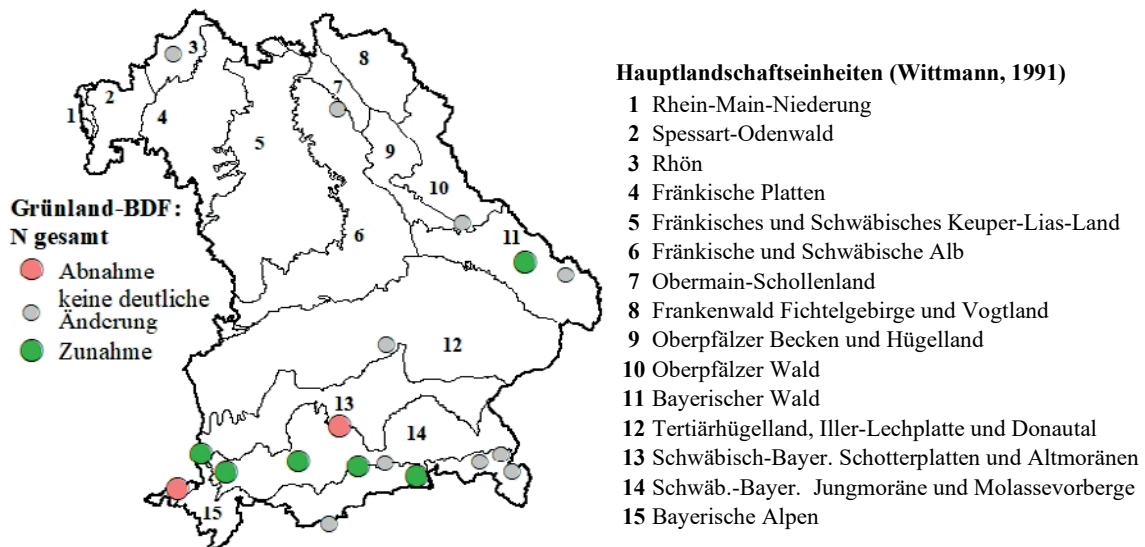 3
8
2
7
1
4
5
9
10
6
11
12
13
14
15
Grünland-BDF:
N gesamt
Abnahme
keine deutliche
Änderung
Zunahme
Hauptlandschaftseinheiten (Wittmann, 1991)
1 Rhein-Main-Niederung
2 Spessart-Odenwald
3 Rhön
4 Fränkische Platten
5 Fränkisches und Schwäbisches Keuper-Lias-Land
6 Fränkische und Schwäbische Alb
7 Obermain-Schollenland
8 Frankenwald Fichtelgebirge und Vogtland
9 Oberpfälzer Becken und Hügelland
10 Oberpfälzer Wald
11 Bayerischer Wald
12 Tertiärhügelland, Iller-Lechplatte und Donautal
13 Schwäbisch-Bayer. Schotterplatten und Altmoränen
14 Schwäb.-Bayer. Jungmoräne und Molassevorberge
15 Bayerische Alpen